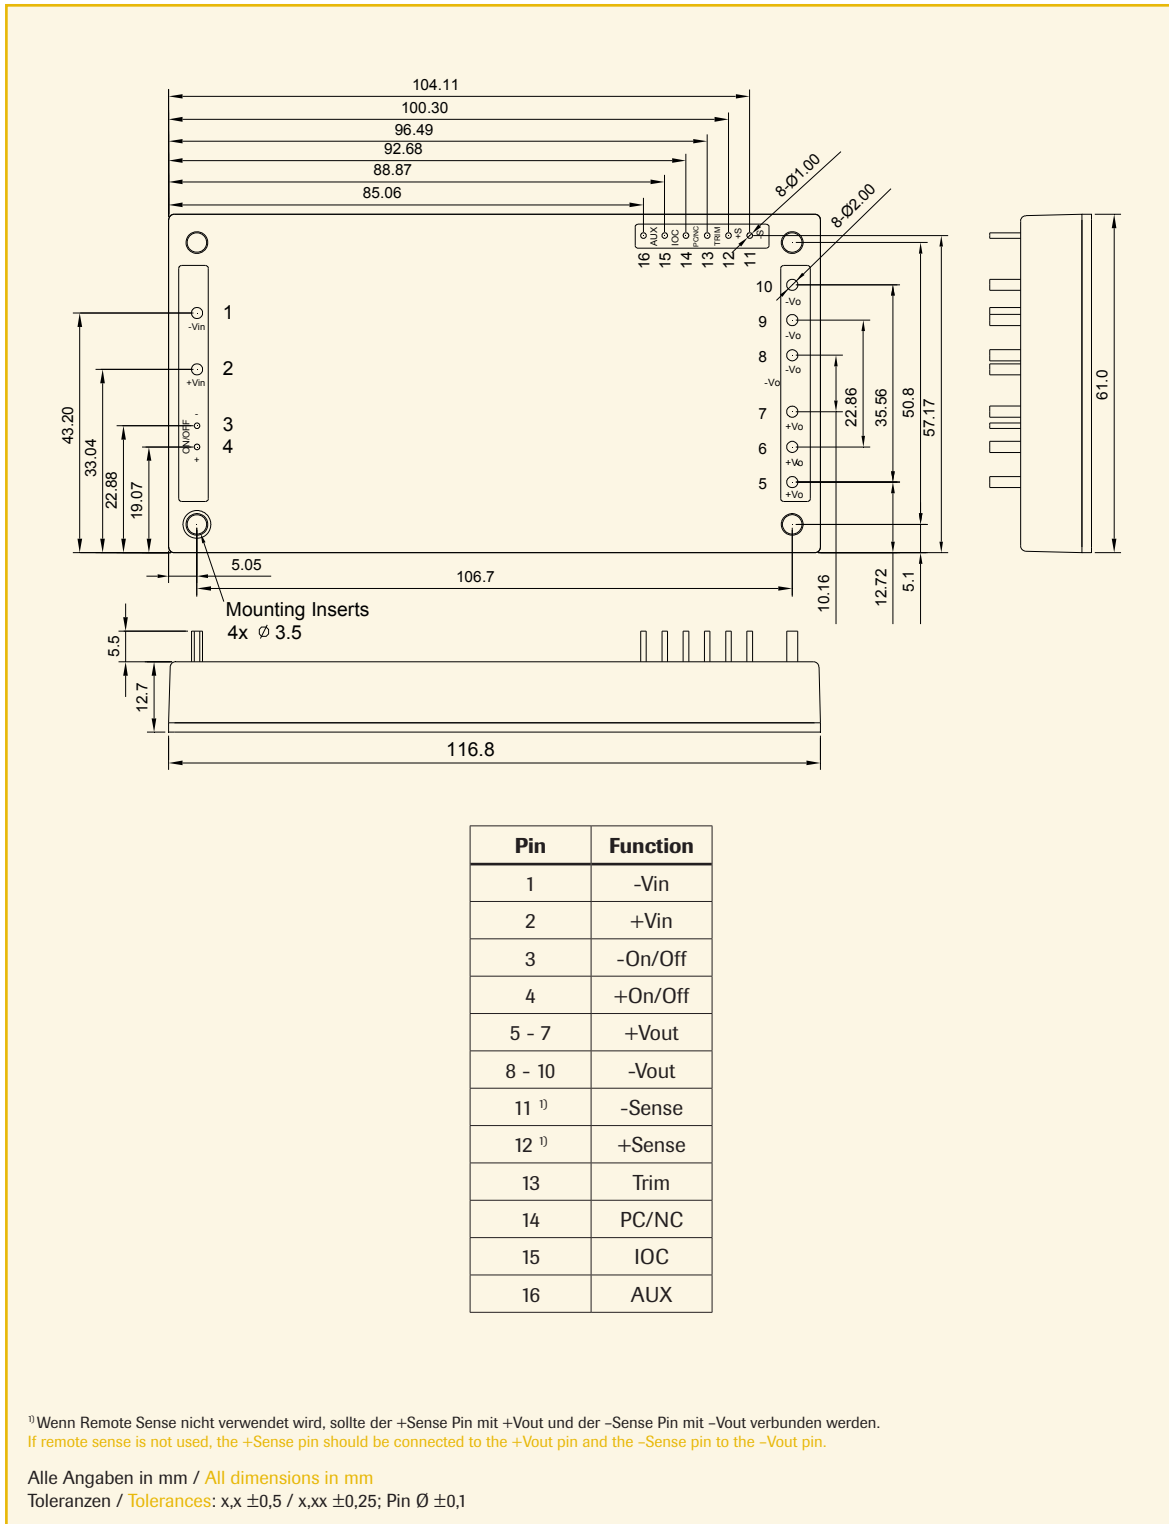 104.11
100.30
96.49
92.68
88.87
85.06
8-Ø1.00
8-Ø2.00
AUX
IOC
PC/NC
TRIM
+S
-S
16
15
14
13
12
11
1
-Vin
2
+Vin
-
3
ON/OFF
4
+
10
-Vo
9
-Vo
8
-Vo
-Vo
7
+Vo
6
+Vo
5
+Vo
43.20
33.04
22.88
19.07
10.16
22.86
35.56
12.72
50.8
5.1
57.17
61.0
5.05
106.7
Mounting Inserts
4x Ø 3.5
5.5
12.7
116.8
Pin Function
1 -Vin
2 +Vin
3 -On/Off
4 +On/Off
5 - 7 +Vout
8 - 10 -Vout
11 ¹⁾ -Sense
12 ¹⁾ +Sense
13 Trim
14 PC/NC
15 IOC
16 AUX
¹⁾ Wenn Remote Sense nicht verwendet wird, sollte der +Sense Pin mit +Vout und der –Sense Pin mit –Vout verbunden werden.
If remote sense is not used, the +Sense pin should be connected to the +Vout pin and the –Sense pin to the –Vout pin.
Alle Angaben in mm / All dimensions in mm
Toleranzen / Tolerances: x,x ±0,5 / x,xx ±0,25; Pin Ø ±0,1